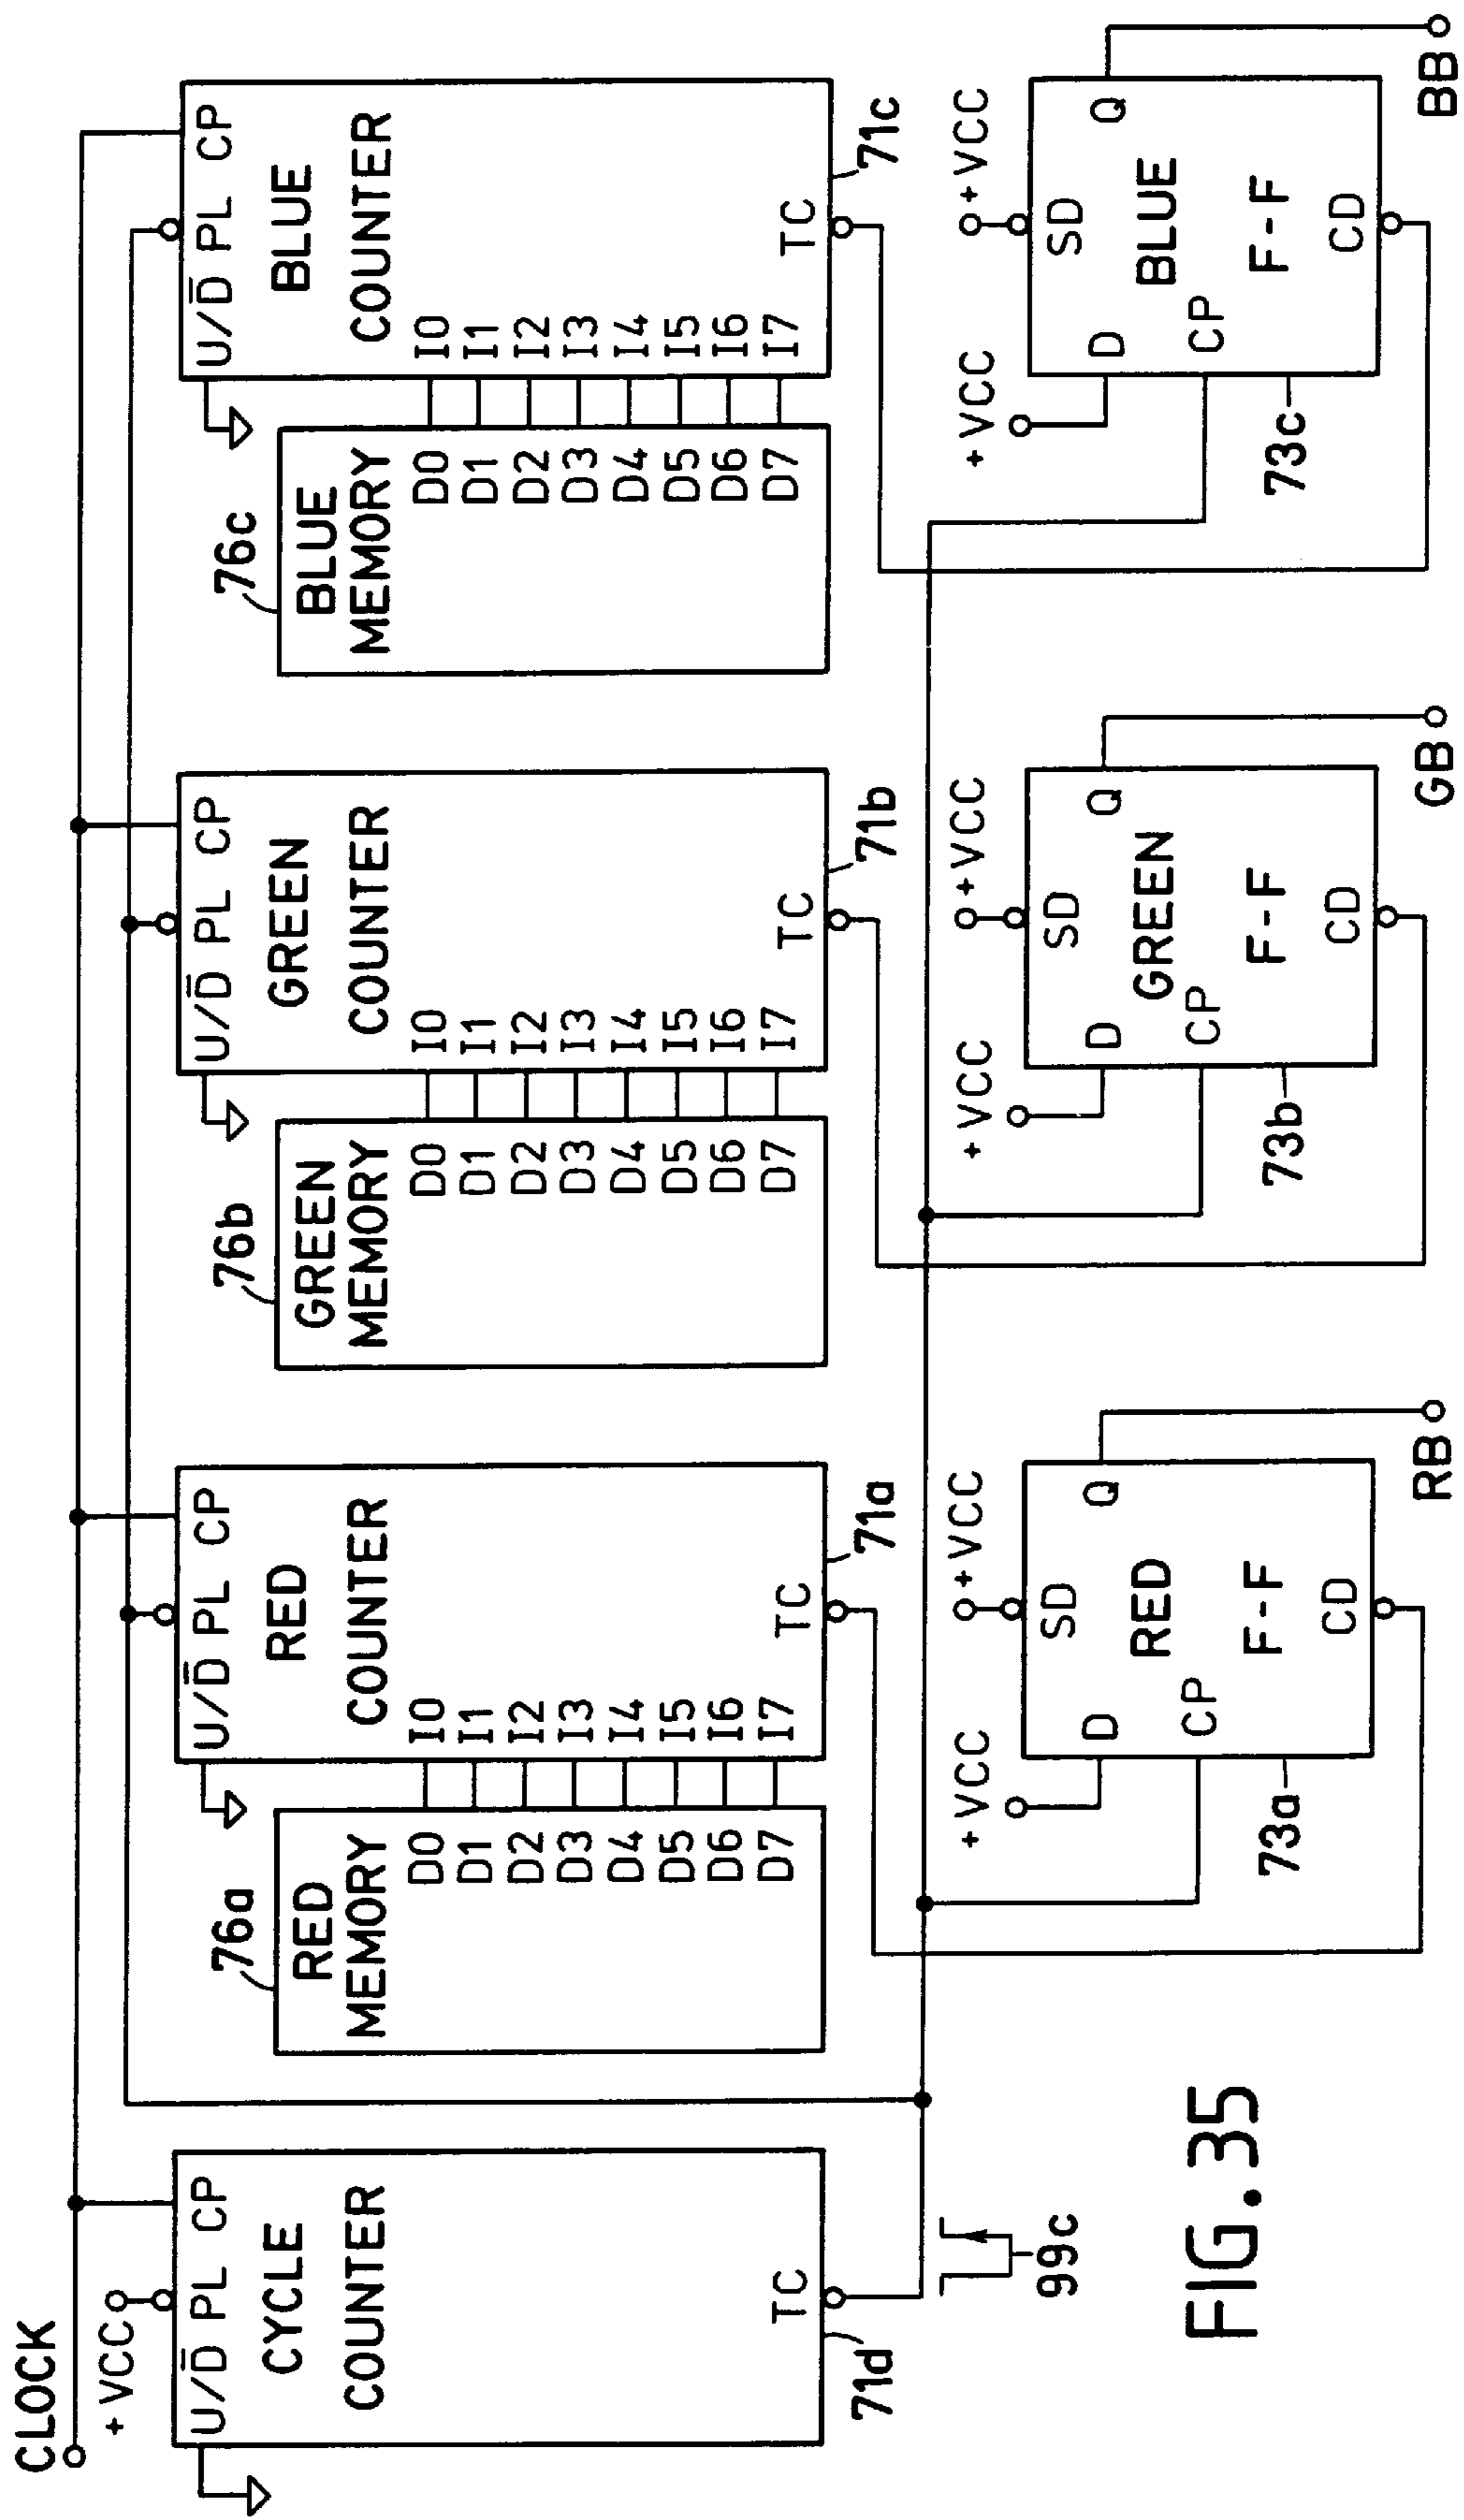 CLOCK
+VCC
U/D̅ PL CP
CYCLE
COUNTER
TC
71d
99c
76a
RED
MEMORY
D0
D1
D2
D3
D4
D5
D6
D7
U/D̅ PL CP
RED
COUNTER
I0
I1
I2
I3
I4
I5
I6
I7
TC
71a
+VCC
+VCC
SD
D
Q
RED
CP
F-F
CD
73a
RB
76b
GREEN
MEMORY
D0
D1
D2
D3
D4
D5
D6
D7
U/D̅ PL CP
GREEN
COUNTER
I0
I1
I2
I3
I4
I5
I6
I7
TC
71b
+VCC
+VCC
SD
D
Q
GREEN
CP
F-F
CD
73b
GB
76c
BLUE
MEMORY
D0
D1
D2
D3
D4
D5
D6
D7
U/D̅ PL CP
BLUE
COUNTER
I0
I1
I2
I3
I4
I5
I6
I7
TC
71c
+VCC
+VCC
SD
D
Q
BLUE
CP
F-F
CD
73c
BB
FIG. 35